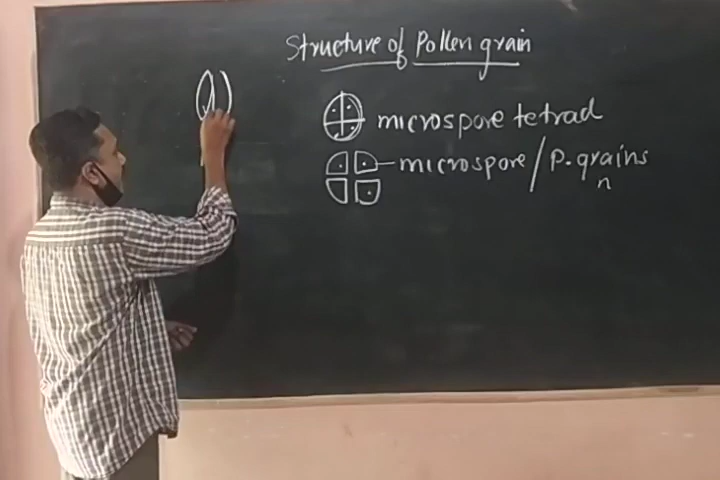 Structure of Pollen grain
microspore tetrad
microspore / P. grains
n